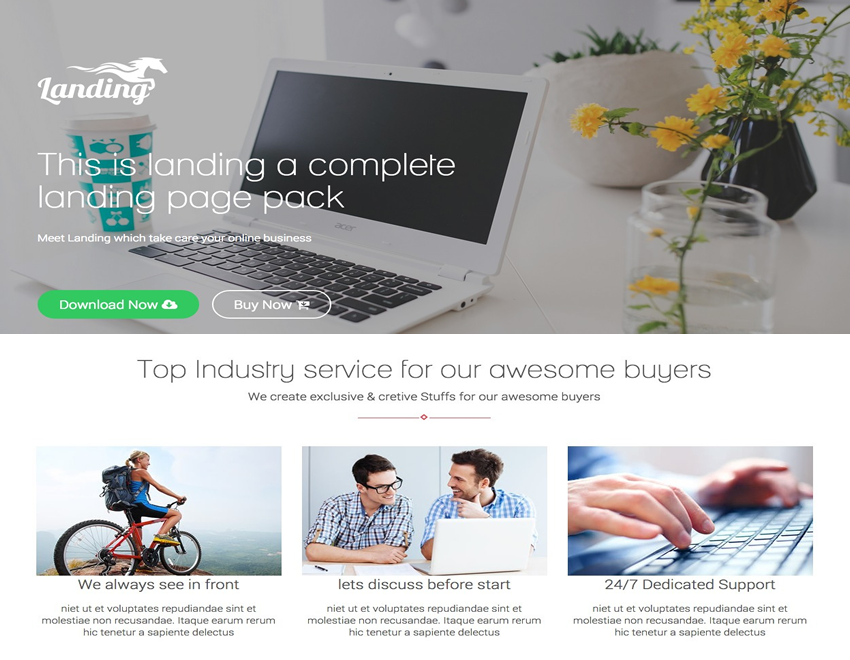 Landing
This is landing a complete
landing page pack
Meet Landing which take care your online business
Download Now
Buy Now
acer
Top Industry service for our awesome buyers
We create exclusive & cretive Stuffs for our awesome buyers
We always see in front
niet ut et voluptates repudiandae sint et
molestiae non recusandae. Itaque earum rerum
hic tenetur a sapiente delectus
lets discuss before start
niet ut et voluptates repudiandae sint et
molestiae non recusandae. Itaque earum rerum
hic tenetur a sapiente delectus
24/7 Dedicated Support
niet ut et voluptates repudiandae sint et
molestiae non recusandae. Itaque earum rerum
hic tenetur a sapiente delectus